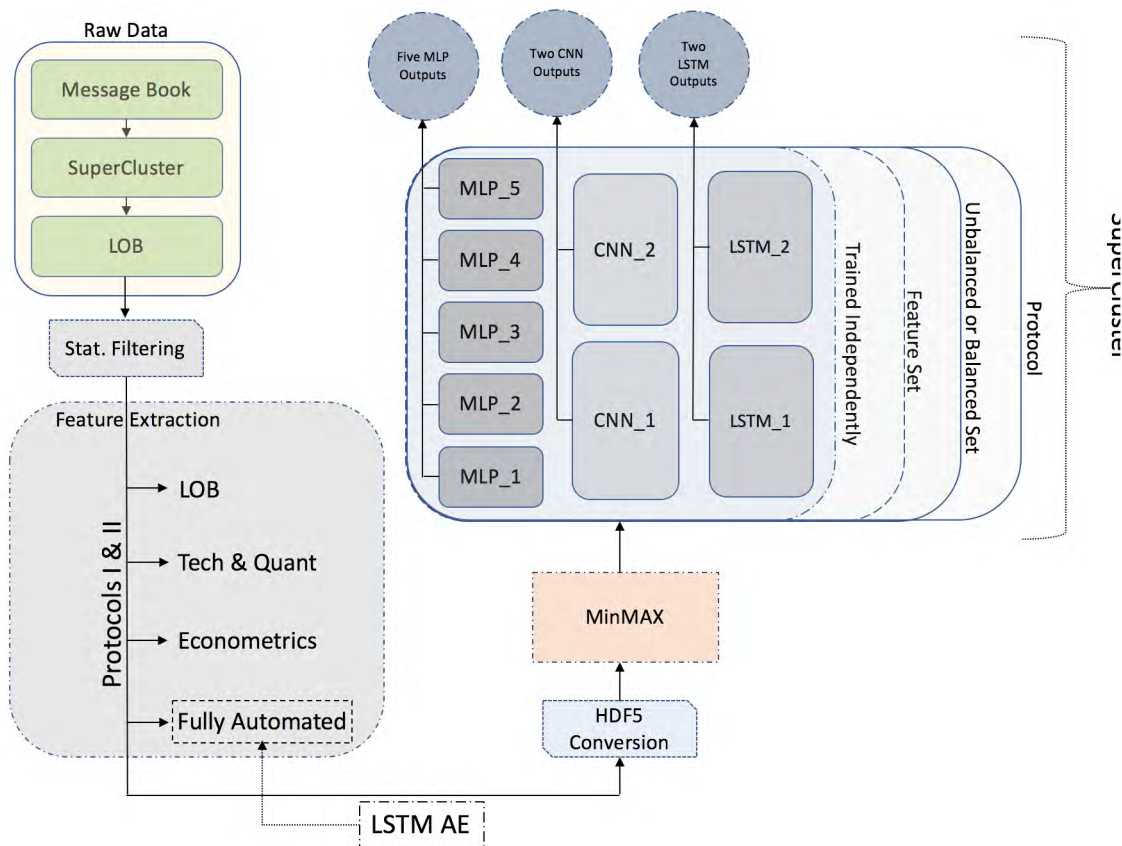 Raw Data
Message Book
SuperCluster
LOB
Stat. Filtering
Feature Extraction
Protocols I & II
LOB
Tech & Quant
Econometrics
Fully Automated
LSTM AE
HDF5
Conversion
MinMAX
Five MLP
Outputs
Two CNN
Outputs
Two
LSTM
Outputs
MLP_5
MLP_4
MLP_3
MLP_2
MLP_1
CNN_2
CNN_1
LSTM_2
LSTM_1
Trained Independently
Feature Set
Unbalanced or Balanced Set
Protocol
SuperCluster